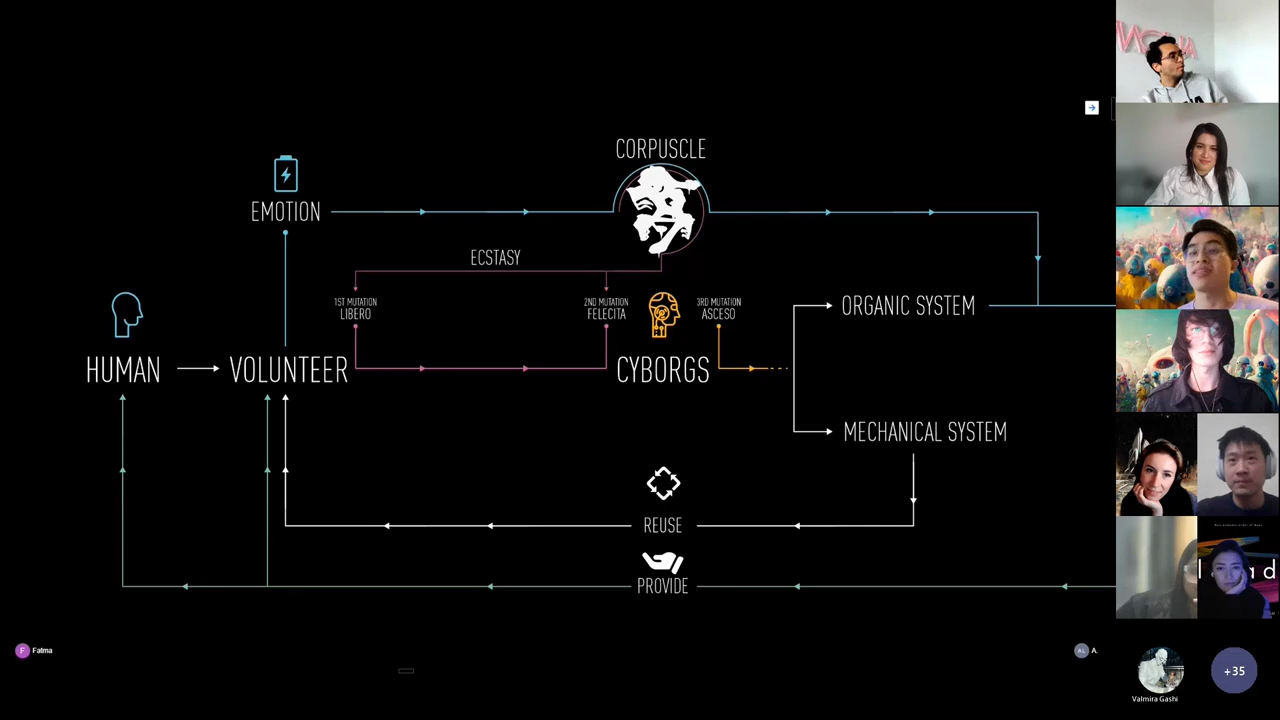 CORPUSCLE
EMOTION
ECSTASY
1ST MUTATION
LIBERO
2ND MUTATION
FELECITA
3RD MUTATION
ASCESO
ORGANIC SYSTEM
HUMAN
VOLUNTEER
CYBORGS
MECHANICAL SYSTEM
REUSE
PROVIDE
F
Fatma
AL
A.
+35
Valmira Gashi